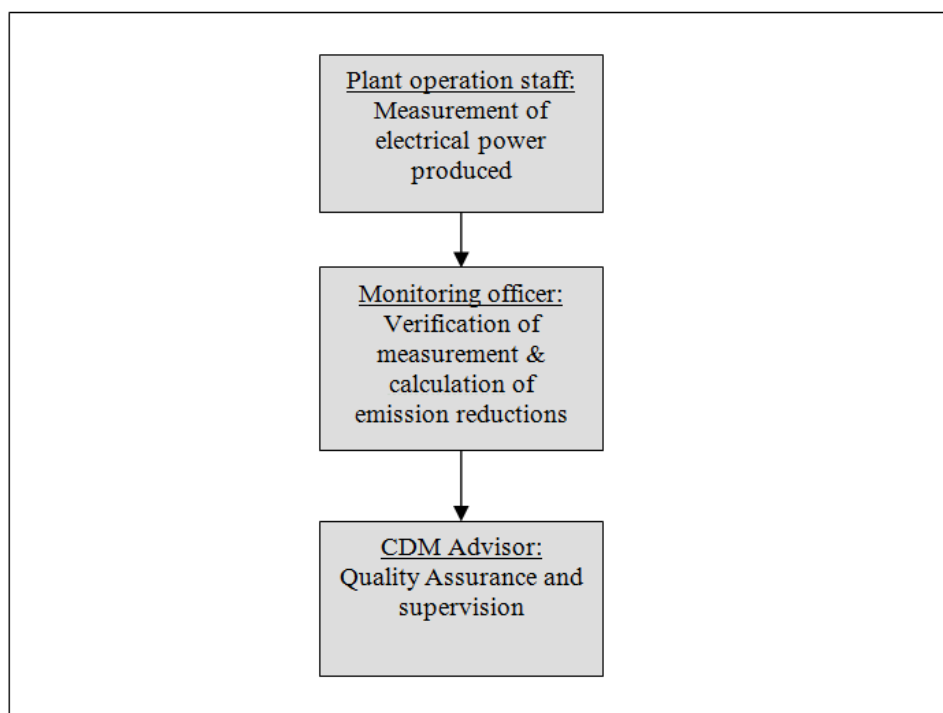 Plant operation staff:
Measurement of
electrical power
produced
Monitoring officer:
Verification of
measurement &
calculation of
emission reductions
CDM Advisor:
Quality Assurance and
supervision